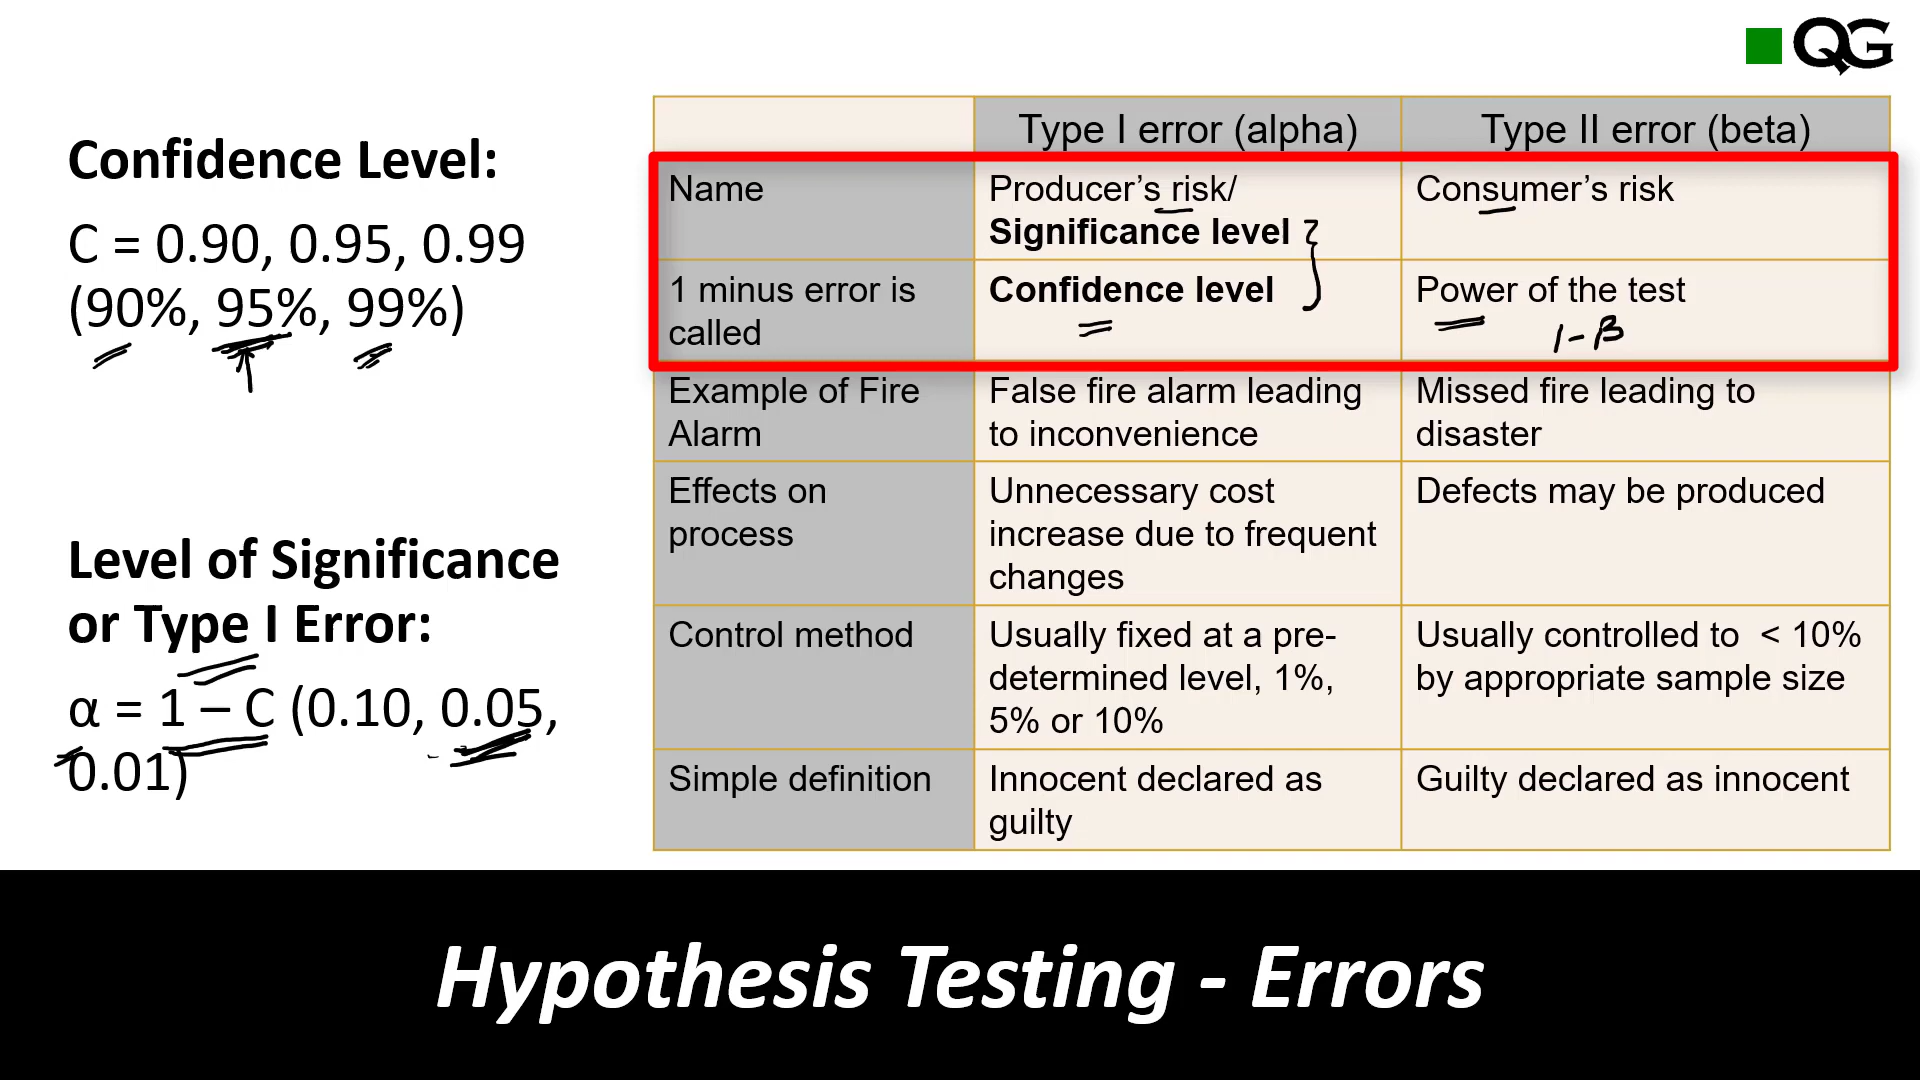 QG
Confidence Level:
C = 0.90, 0.95, 0.99
(90%, 95%, 99%)
Level of Significance
or Type I Error:
α = 1 – C (0.10, 0.05,
0.01)
Type I error (alpha)
Type II error (beta)
Name
Producer’s risk/
Significance level
Consumer’s risk
1 minus error is
called
Confidence level
Power of the test
1-β
Example of Fire
Alarm
False fire alarm leading
to inconvenience
Missed fire leading to
disaster
Effects on
process
Unnecessary cost
increase due to frequent
changes
Defects may be produced
Control method
Usually fixed at a pre-
determined level, 1%,
5% or 10%
Usually controlled to < 10%
by appropriate sample size
Simple definition
Innocent declared as
guilty
Guilty declared as innocent
Hypothesis Testing - Errors